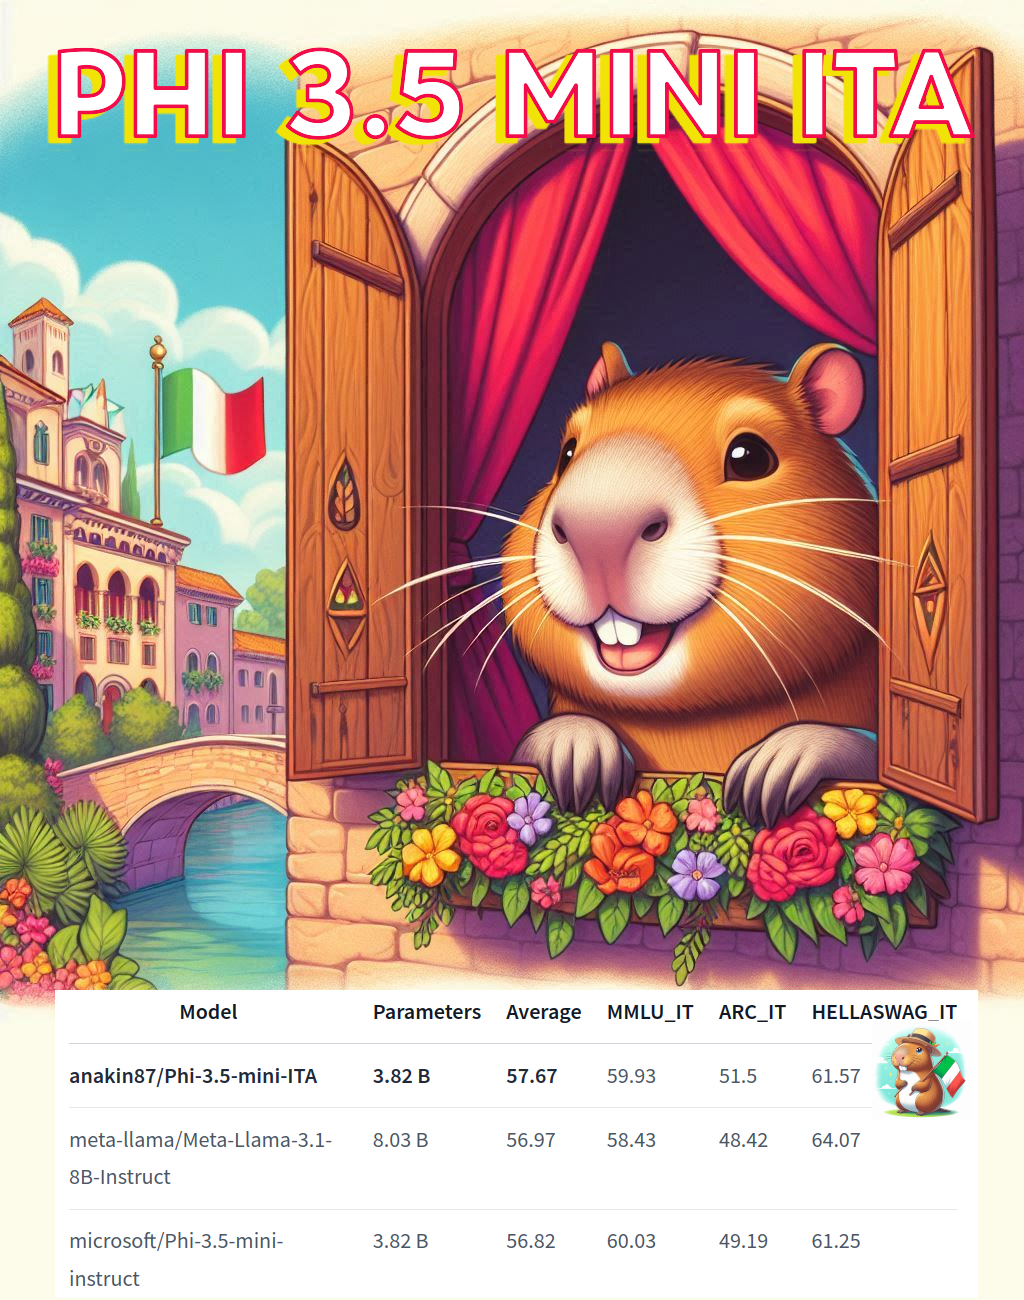 PHI 3.5 MINI ITA
Model Parameters Average MMLU_IT ARC_IT HELLASWAG_IT
anakin87/Phi-3.5-mini-ITA 3.82 B 57.67 59.93 51.5 61.57
meta-llama/Meta-Llama-3.1- 8.03 B 56.97 58.43 48.42 64.07
8B-Instruct
microsoft/Phi-3.5-mini- 3.82 B 56.82 60.03 49.19 61.25
instruct